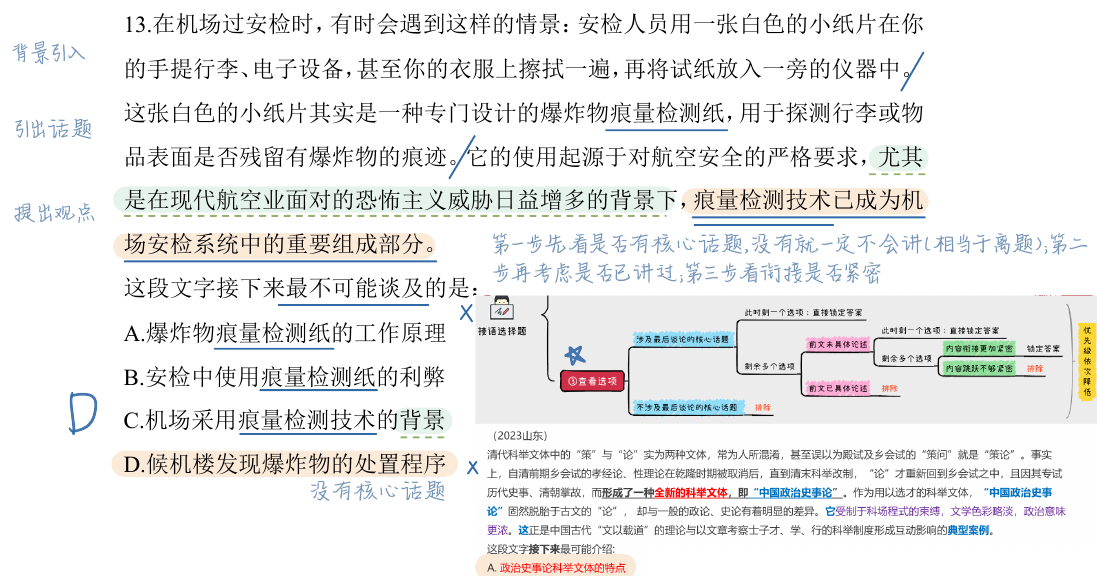 13.在机场过安检时，有时会遇到这样的情景：安检人员用一张白色的小纸片在你
背景引入
的手提行李、电子设备，甚至你的衣服上擦拭一遍，再将试纸放入一旁的仪器中。
这张白色的小纸片其实是一种专门设计的爆炸物痕量检测纸，用于探测行李或物
引出话题
品表面是否残留有爆炸物的痕迹。它的使用起源于对航空安全的严格要求，尤其
是在现代航空业面对的恐怖主义威胁日益增多的背景下，痕量检测技术已成为机
提出观点
场安检系统中的重要组成部分。
第一步先看是否有核心话题,没有就一定不会讲(相当于离题);第二
步再考虑是否已讲过;第三步看衔接是否紧密
这段文字接下来最不可能谈及的是：
A.爆炸物痕量检测纸的工作原理
x
B.安检中使用痕量检测纸的利弊
C.机场采用痕量检测技术的背景
D
D.候机楼发现爆炸物的处置程序
x
没有核心话题
接语选择题
③查看选项
涉及最后谈论的核心话题
此时剩一个选项：直接锁定答案
剩余多个选项
前文未具体论述
此时剩一个选项：直接锁定答案
剩余多个选项
内容衔接更加紧密
锁定答案
内容跳跃不够紧密
排除
前文已具体论述
排除
不涉及最后谈论的核心话题
排除
优先级依次降低
（2023山东）
清代科举文体中的“策”与“论”实为两种文体，常为人所混淆，甚至误以为殿试及乡会试的“策问”就是“策论”。事实
上，自清前期乡会试的孝经论、性理论在乾隆时期被取消后，直到清末科举改制，“论”才重新回到乡会试之中，且因其专试
历代史事、清朝掌故，而形成了一种全新的科举文体，即“中国政治史事论”。作为用以选才的科举文体，“中国政治史事
论”固然脱胎于古文的“论”，却与一般的政论、史论有着明显的差异。它受制于科场程式的束缚，文学色彩略淡，政治意味
更浓。这正是中国古代“文以载道”的理论与以文章考察士子才、学、行的科举制度形成互动影响的典型案例。
这段文字接下来最可能介绍:
A. 政治史事论科举文体的特点